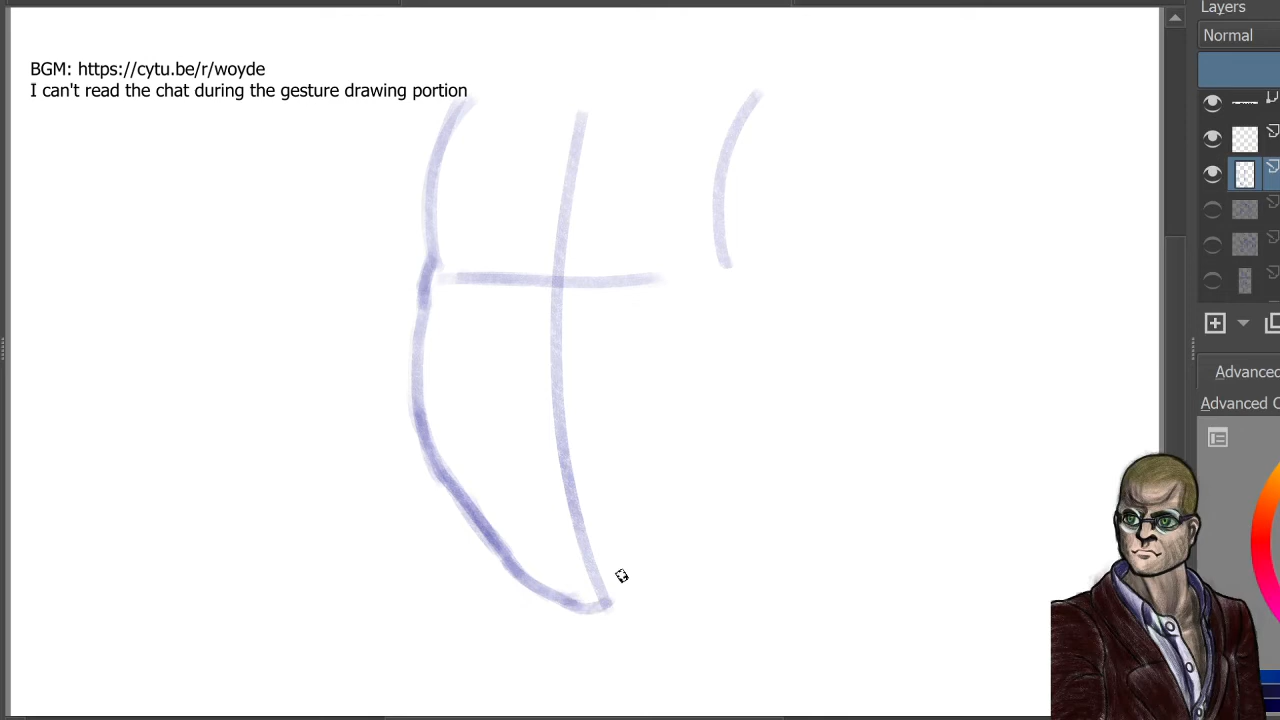 BGM: https://cytu.be/r/woyde
I can't read the chat during the gesture drawing portion
Layers
Normal
Advanced
Advanced C